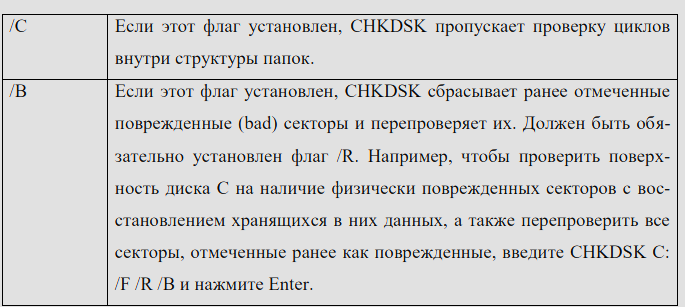 /C Если этот флаг установлен, CHKDSK пропускает проверку циклов
внутри структуры папок.
/B Если этот флаг установлен, CHKDSK сбрасывает ранее отмеченные
поврежденные (bad) секторы и перепроверяет их. Должен быть обя-
зательно установлен флаг /R. Например, чтобы проверить поверх-
ность диска C на наличие физически поврежденных секторов с вос-
становлением хранящихся в них данных, а также перепроверить все
секторы, отмеченные ранее как поврежденные, введите CHKDSK C:
/F /R /B и нажмите Enter.